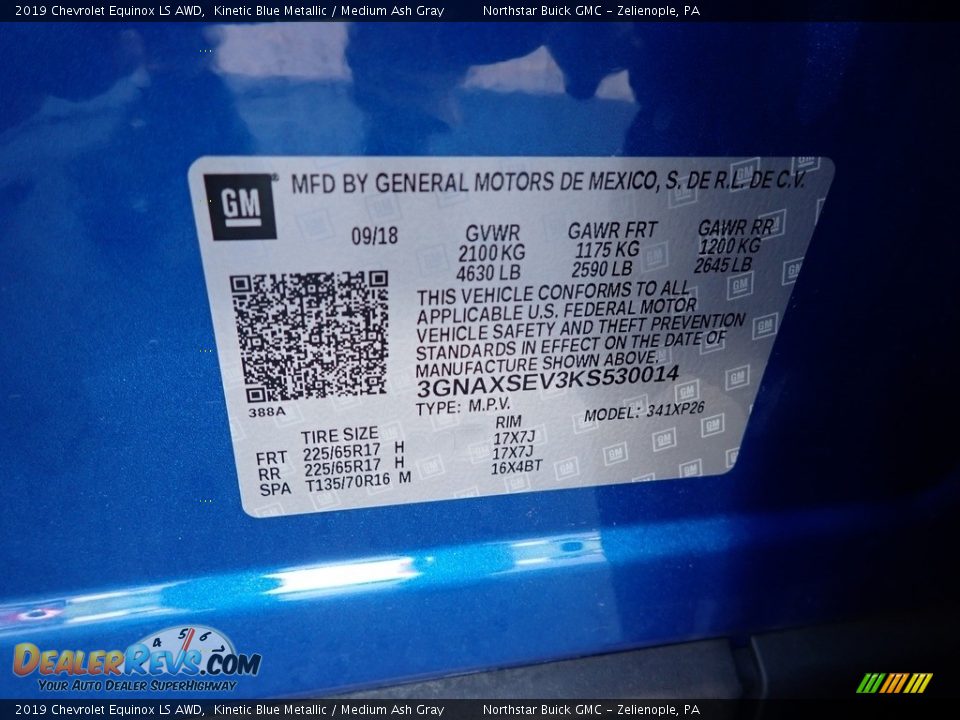 2019 Chevrolet Equinox LS AWD,  Kinetic Blue Metallic / Medium Ash Gray    Northstar Buick GMC - Zelienople, PA
GM® MFD BY GENERAL MOTORS DE MEXICO, S. DE R.L. DE C.V.
09/18 GVWR GAWR FRT GAWR RR
2100 KG 1175 KG 1200 KG
4630 LB 2590 LB 2645 LB
THIS VEHICLE CONFORMS TO ALL
APPLICABLE U.S. FEDERAL MOTOR
VEHICLE SAFETY AND THEFT PREVENTION
STANDARDS IN EFFECT ON THE DATE OF
MANUFACTURE SHOWN ABOVE.
3GNAXSEV3KS530014
388A
TYPE: M.P.V. MODEL: 341XP26
TIRE SIZE RIM
FRT 225/65R17 H 17X7J
RR 225/65R17 H 17X7J
SPA T135/70R16 M 16X4BT
4 5 6
DEALERREVS.COM
YOUR AUTO DEALER SUPERHIGHWAY
2019 Chevrolet Equinox LS AWD,  Kinetic Blue Metallic / Medium Ash Gray    Northstar Buick GMC - Zelienople, PA